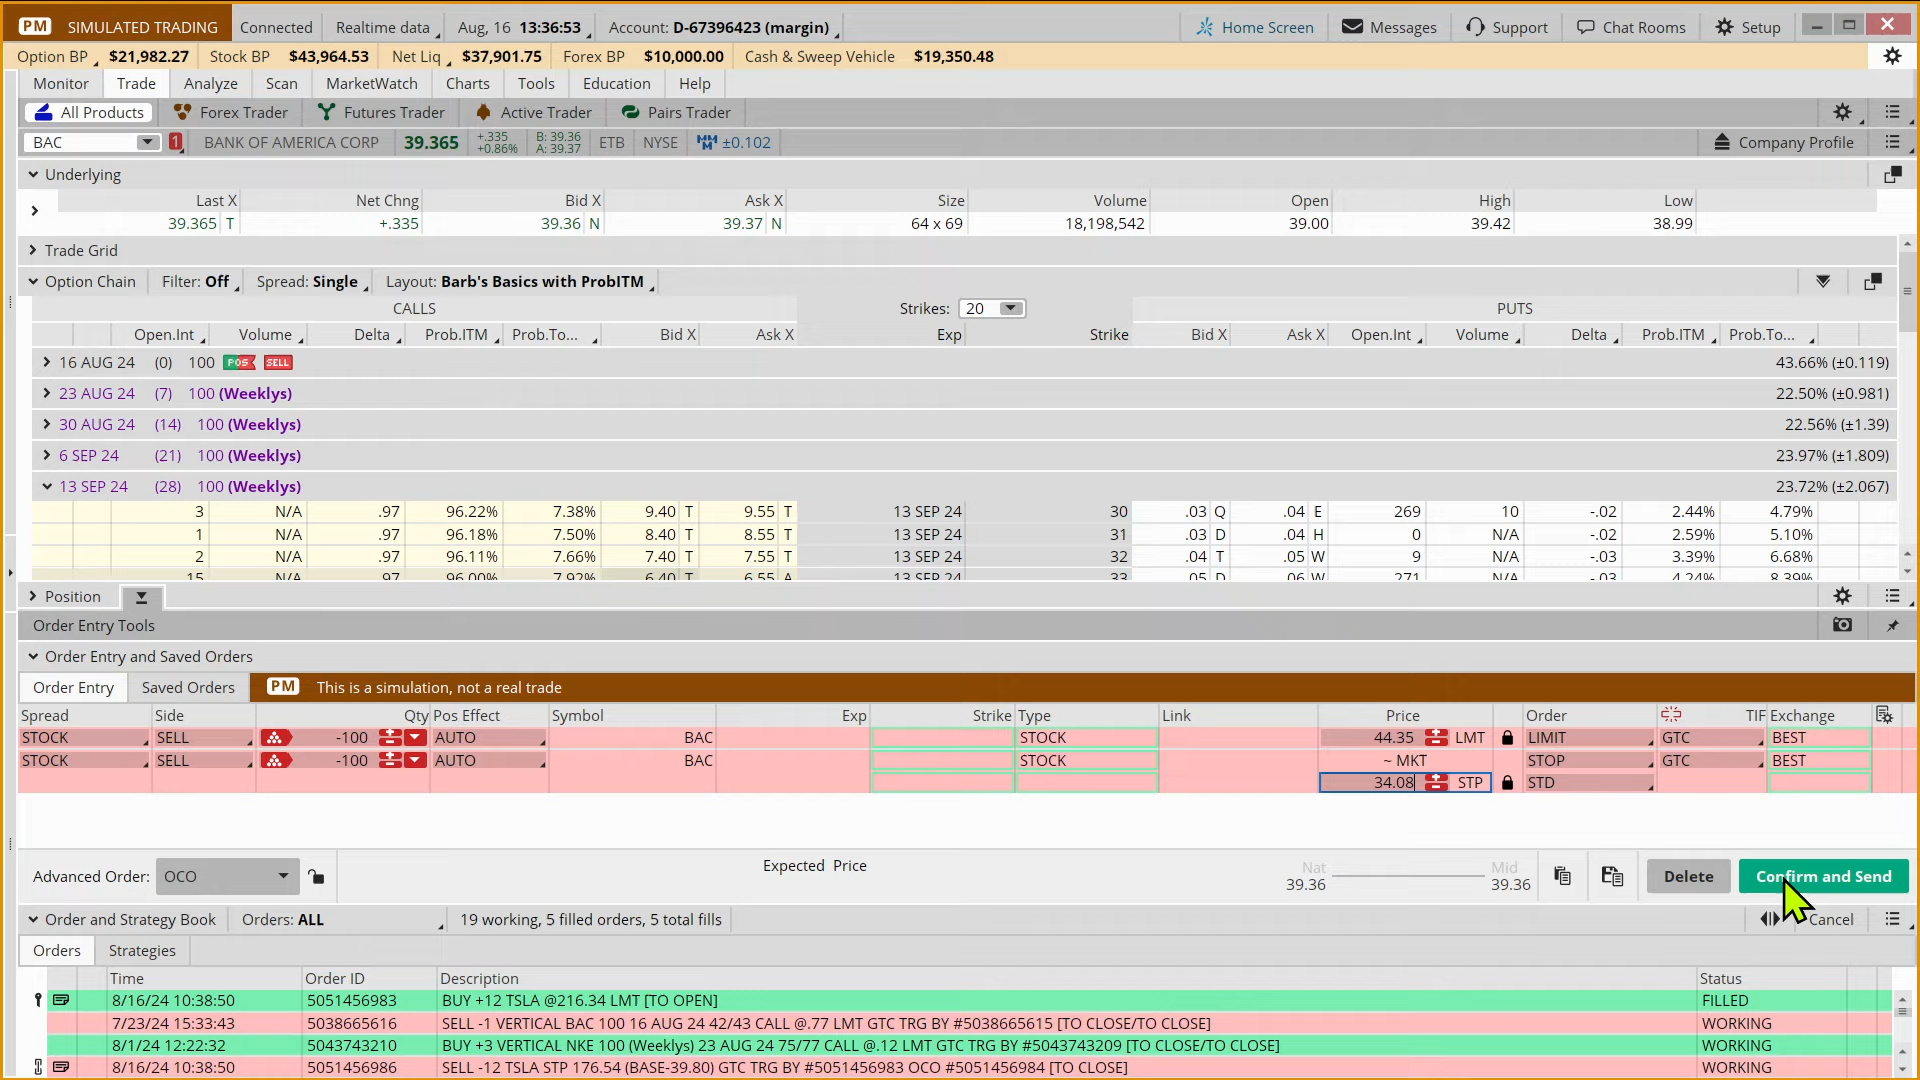 PM SIMULATED TRADING Connected Realtime data Aug, 16 13:36:53 Account: D-67396423 (margin) Home Screen Messages Support Chat Rooms Setup
Option BP $21,982.27 Stock BP $43,964.53 Net Liq $37,901.75 Forex BP $10,000.00 Cash & Sweep Vehicle $19,350.48
Monitor Trade Analyze Scan MarketWatch Charts Tools Education Help
All Products Forex Trader Futures Trader Active Trader Pairs Trader
BAC 1 BANK OF AMERICA CORP 39.365 +.335 +0.86% B: 39.36 A: 39.37 ETB NYSE MMM ±0.102 Company Profile
Underlying
Last X Net Chng Bid X Ask X Size Volume Open High Low
39.365 T +.335 39.36 N 39.37 N 64 x 69 18,198,542 39.00 39.42 38.99
Trade Grid
Option Chain Filter: Off Spread: Single Layout: Barb's Basics with ProbITM
CALLS Strikes: 20 PUTS
Open.Int Volume Delta Prob.ITM Prob.To... Bid X Ask X Exp Strike Bid X Ask X Open.Int Volume Delta Prob.ITM Prob.To...
16 AUG 24 (0) 100 POS SELL 43.66% (±0.119)
23 AUG 24 (7) 100 (Weeklys) 22.50% (±0.981)
30 AUG 24 (14) 100 (Weeklys) 22.56% (±1.39)
6 SEP 24 (21) 100 (Weeklys) 23.97% (±1.809)
13 SEP 24 (28) 100 (Weeklys) 23.72% (±2.067)
3 N/A .97 96.22% 7.38% 9.40 T 9.55 T 13 SEP 24 30 .03 Q .04 E 269 10 -.02 2.44% 4.79%
1 N/A .97 96.18% 7.50% 8.40 T 8.55 T 13 SEP 24 31 .03 D .04 H 0 N/A -.02 2.59% 5.10%
2 N/A .97 96.11% 7.66% 7.40 T 7.55 T 13 SEP 24 32 .04 T .05 W 9 N/A -.03 3.39% 6.68%
15 N/A .97 96.00% 7.92% 6.40 T 6.55 A 13 SEP 24 33 .05 D .06 W 271 N/A -.03 4.24% 8.39%
Position
Order Entry Tools
Order Entry and Saved Orders
Order Entry Saved Orders PM This is a simulation, not a real trade
Spread Side Qty Pos Effect Symbol Exp Strike Type Link Price Order TIF Exchange
STOCK SELL -100 AUTO BAC STOCK 44.35 LMT LIMIT GTC BEST
STOCK SELL -100 AUTO BAC STOCK ~ MKT STOP GTC BEST
34.08 STP STD
Advanced Order: OCO Expected Price Nat 39.36 Mid 39.36 Delete Confirm and Send
Order and Strategy Book Orders: ALL 19 working, 5 filled orders, 5 total fills Cancel
Orders Strategies
Time Order ID Description Status
8/16/24 10:38:50 5051456983 BUY +12 TSLA @216.34 LMT [TO OPEN] FILLED
7/23/24 15:33:43 5038665616 SELL -1 VERTICAL BAC 100 16 AUG 24 42/43 CALL @.77 LMT GTC TRG BY #5038665615 [TO CLOSE/TO CLOSE] WORKING
8/1/24 12:22:32 5043743210 BUY +3 VERTICAL NKE 100 (Weeklys) 23 AUG 24 75/77 CALL @.12 LMT GTC TRG BY #5043743209 [TO CLOSE/TO CLOSE] WORKING
8/16/24 10:38:50 5051456986 SELL -12 TSLA STP 176.54 (BASE-39.80) GTC TRG BY #5051456983 OCO #5051456984 [TO CLOSE] WORKING